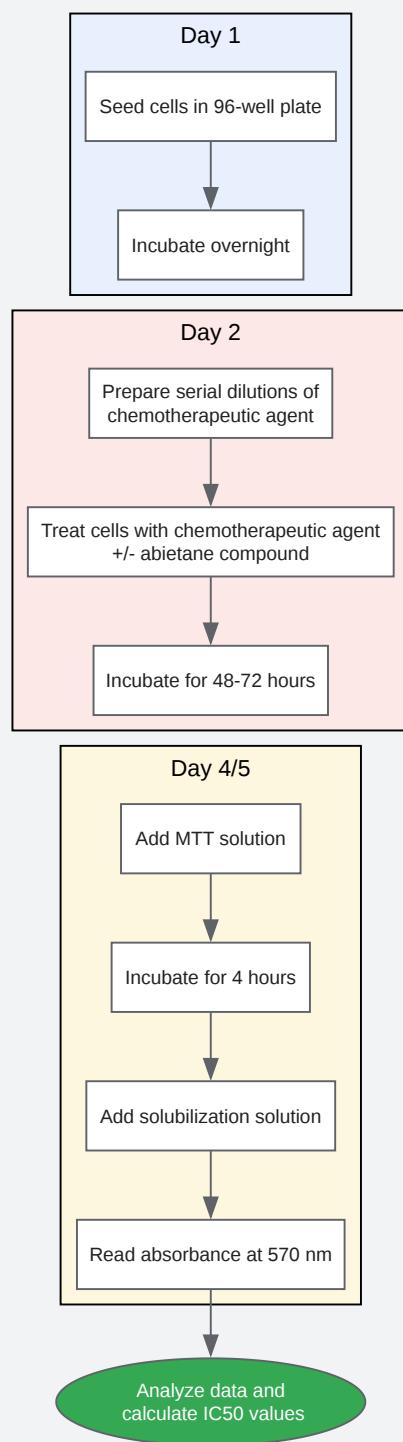 Day 1
Seed cells in 96-well plate
Incubate overnight
Day 2
Prepare serial dilutions of
chemotherapeutic agent
Treat cells with chemotherapeutic agent
+/- abietane compound
Incubate for 48-72 hours
Day 4/5
Add MTT solution
Incubate for 4 hours
Add solubilization solution
Read absorbance at 570 nm
Analyze data and
calculate IC50 values